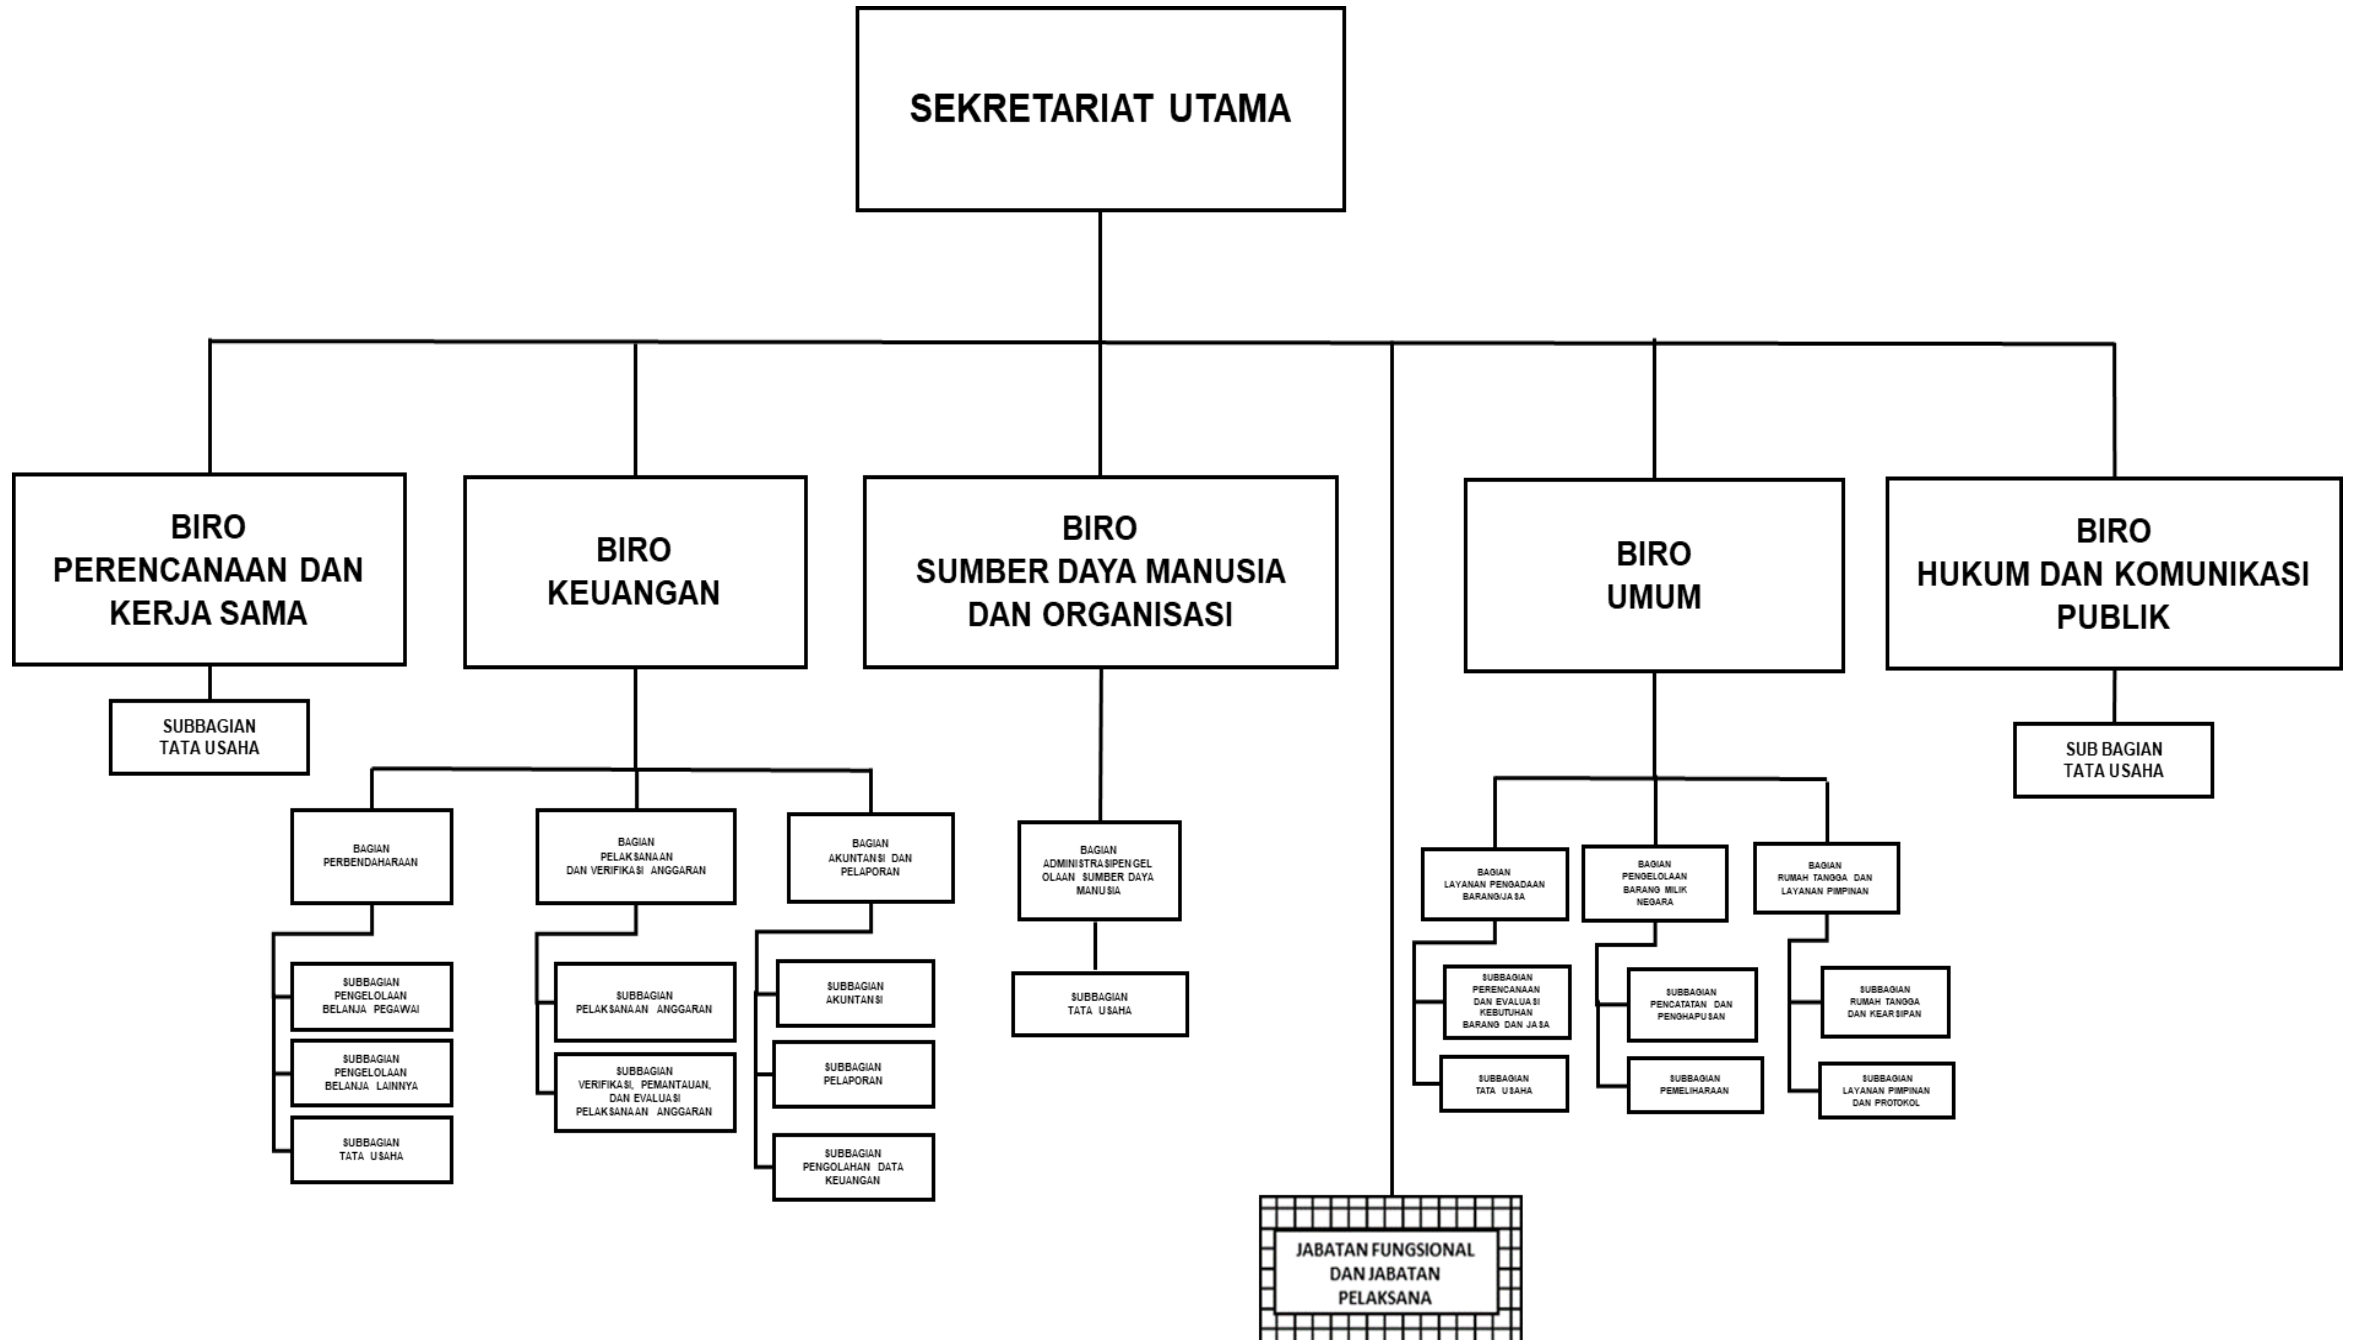 SEKRETARIAT UTAMA
BIRO
PERENCANAAN DAN
KERJA SAMA
BIRO
KEUANGAN
BIRO
SUMBER DAYA MANUSIA
DAN ORGANISASI
BIRO
UMUM
BIRO
HUKUM DAN KOMUNIKASI
PUBLIK
SUBBAGIAN
TATA USAHA
SUB BAGIAN
TATA USAHA
BAGIAN
PERBENDAHARAAN
BAGIAN
PELAKSANAAN
DAN VERIFIKASI ANGGARAN
BAGIAN
AKUNTANSI DAN
PELAPORAN
BAGIAN
ADMINISTRASIPENGEL
OLAAN SUMBER DAYA
MANUSIA
BAGIAN
LAYANAN PENGADAAN
BARANG/JASA
BAGIAN
PENGELOLAAN
BARANG MILIK
NEGARA
BAGIAN
RUMAH TANGGA DAN
LAYANAN PIMPINAN
SUBBAGIAN
PENGELOLAAN
BELANJA PEGAWAI
SUBBAGIAN
PENGELOLAAN
BELANJA LAINNYA
SUBBAGIAN
TATA USAHA
SUBBAGIAN
PELAKSANAAN ANGGARAN
SUBBAGIAN
VERIFIKASI, PEMANTAUAN,
DAN EVALUASI
PELAKSANAAN ANGGARAN
SUBBAGIAN
AKUNTANSI
SUBBAGIAN
PELAPORAN
SUBBAGIAN
PENGOLAHAN DATA
KEUANGAN
SUBBAGIAN
TATA USAHA
SUBBAGIAN
PERENCANAAN
DAN EVALUASI
KEBUTUHAN
BARANG DAN JASA
SUBBAGIAN
TATA USAHA
SUBBAGIAN
PENCATATAN DAN
PENGHAPUSAN
SUBBAGIAN
PEMELIHARAAN
SUBBAGIAN
RUMAH TANGGA
DAN KEARSIPAN
SUBBAGIAN
LAYANAN PIMPINAN
DAN PROTOKOL
JABATAN FUNGSIONAL
DAN JABATAN
PELAKSANA